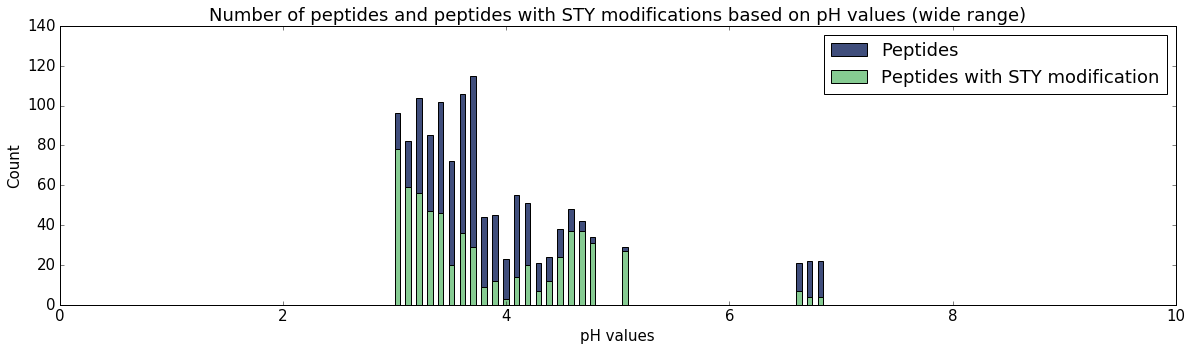 Number of peptides and peptides with STY modifications based on pH values (wide range)
140
120
100
80
60
40
20
0
Count
Peptides
Peptides with STY modification
0 2 4 6 8 10
pH values